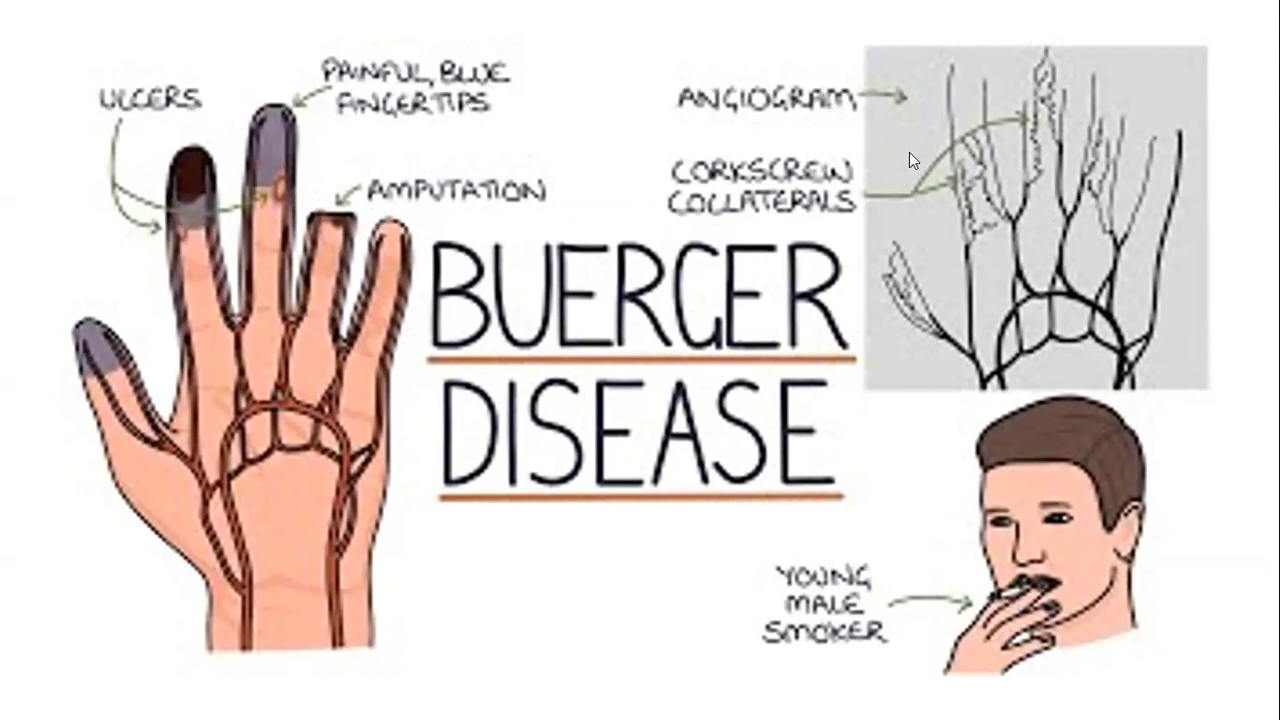 ULCERS
PAINFUL, BLUE
FINGERTIPS
AMPUTATION
BUERGER
DISEASE
ANGIOGRAM
CORKSCREW
COLLATERALS
YOUNG
MALE
SMOKER